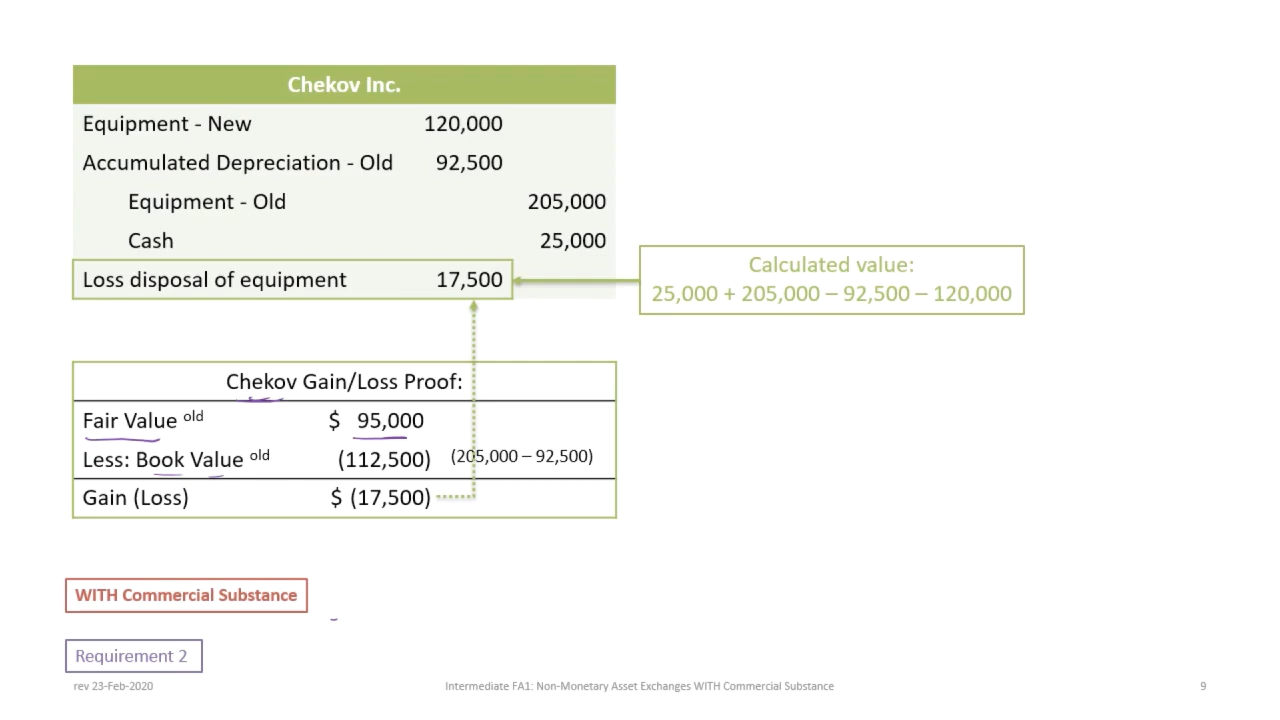 Chekov Inc.
Equipment - New 120,000
Accumulated Depreciation - Old 92,500
Equipment - Old 205,000
Cash 25,000
Loss disposal of equipment 17,500
Calculated value:
25,000 + 205,000 – 92,500 – 120,000
Chekov Gain/Loss Proof:
Fair Value old $ 95,000
Less: Book Value old (112,500) (205,000 – 92,500)
Gain (Loss) $ (17,500)
WITH Commercial Substance
Requirement 2
rev 23-Feb-2020 Intermediate FA1: Non-Monetary Asset Exchanges WITH Commercial Substance 9